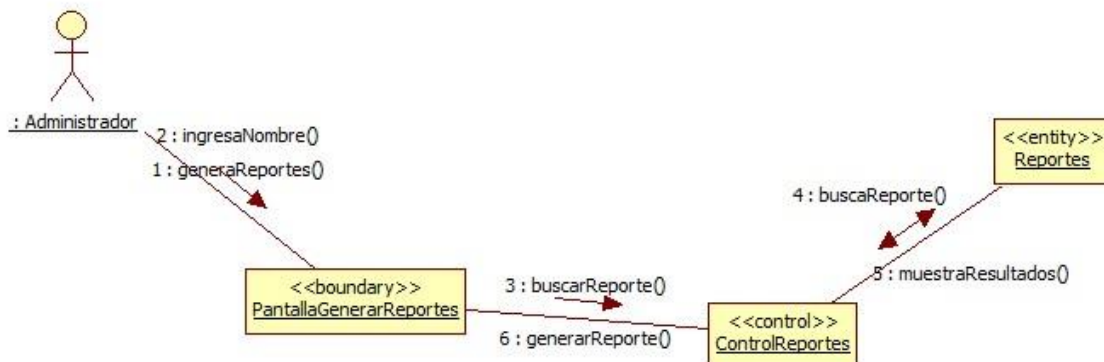 : Administrador
2 : ingresaNombre()
1 : generaReportes()
<<entity>>
Reportes
4 : buscaReporte()
5 : muestraResultados()
<<boundary>>
PantallaGenerarReportes
3 : buscarReporte()
6 : generarReporte()
<<control>>
ControlReportes